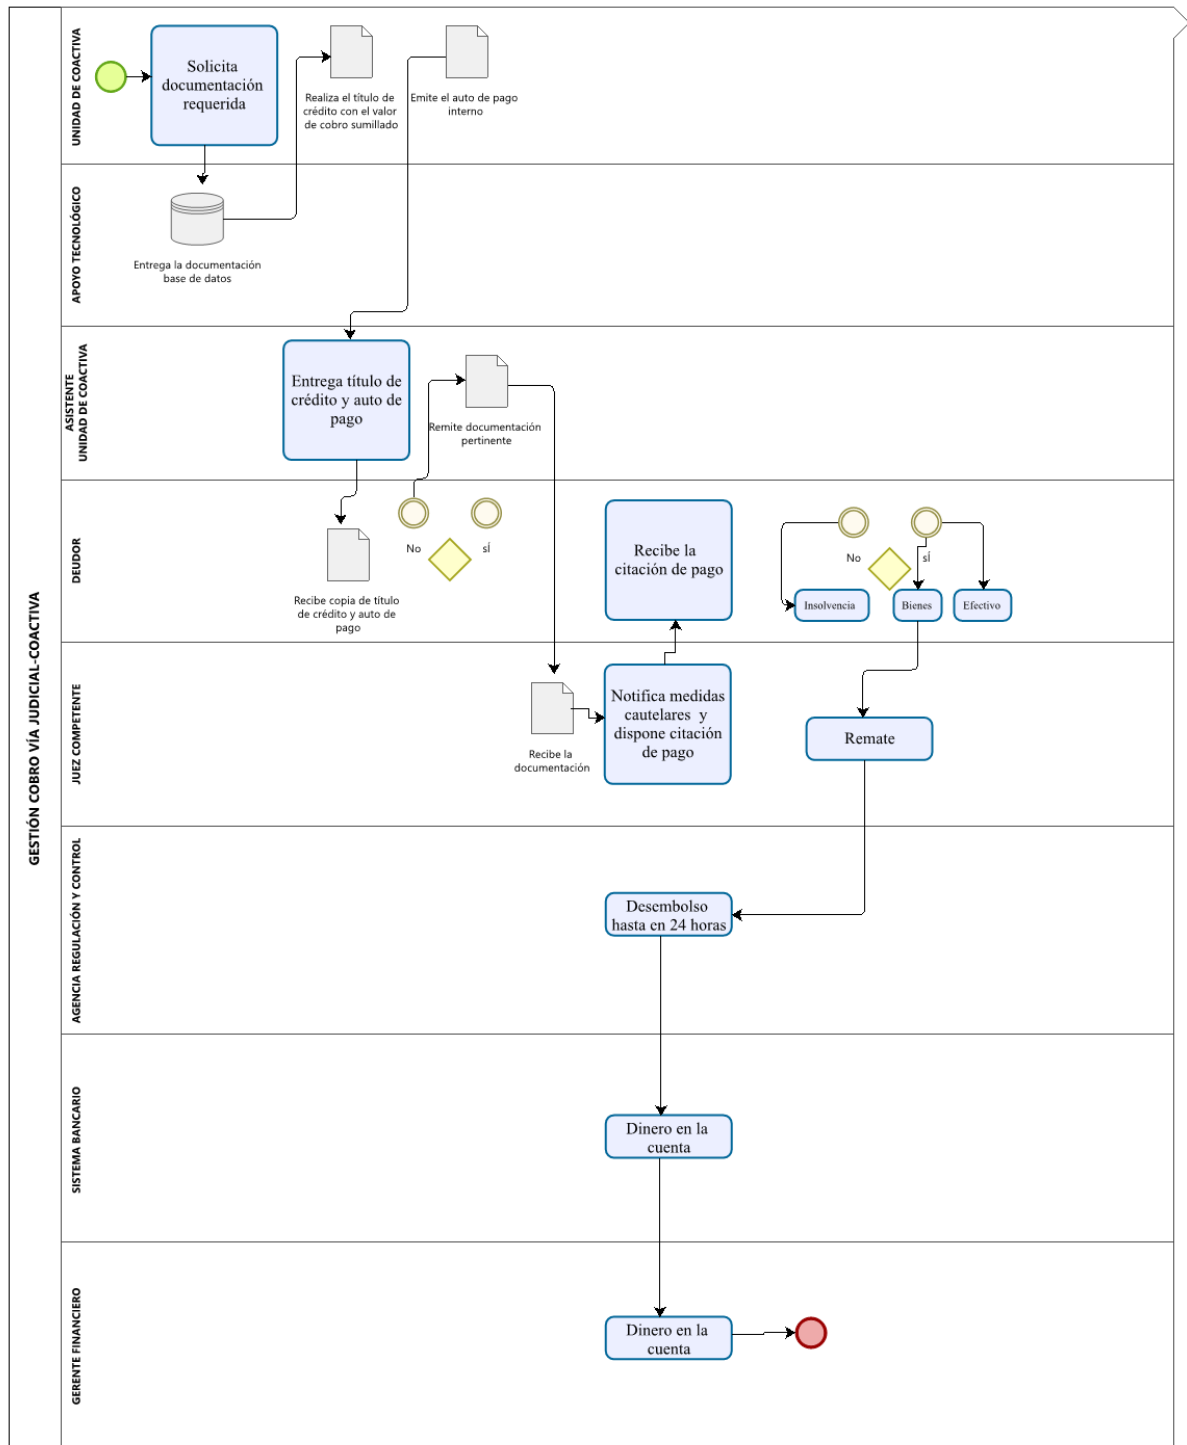 GESTIÓN COBRO VÍA JUDICIAL-COACTIVA
UNIDAD DE COACTIVA
Solicita
documentación
requerida
Realiza el título de
crédito con el valor
de cobro sumillado
Emite el auto de pago
interno
APOYO TECNOLÓGICO
Entrega la documentación
base de datos
ASISTENTE
UNIDAD DE COACTIVA
Entrega título de
crédito y auto de
pago
Remite documentación
pertinente
DEUDOR
Recibe copia de título
de crédito y auto de
pago
No
sÍ
Recibe la
citación de pago
No
sÍ
Insolvencia
Bienes
Efectivo
JUEZ COMPETENTE
Recibe la
documentación
Notifica medidas
cautelares y
dispone citación
de pago
Remate
AGENCIA REGULACIÓN Y CONTROL
Desembolso
hasta en 24 horas
SISTEMA BANCARIO
Dinero en la
cuenta
GERENTE FINANCIERO
Dinero en la
cuenta